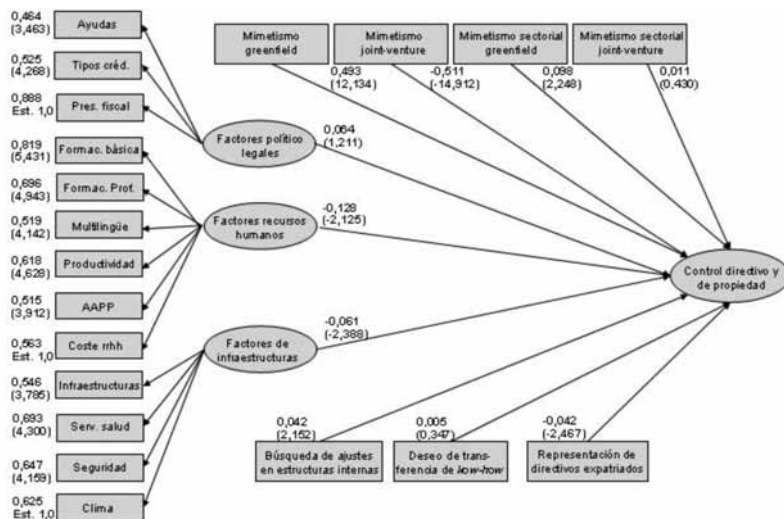 0,464
(3,463)
Ayudas
0,525
(4,268)
Tipos créd.
0,888
Est. 1,0
Pres. fiscal
0,819
(5,431)
Formac. básica
0,696
(4,943)
Formac. Prof.
0,519
(4,142)
Multilingüe
0,618
(4,628)
Productividad
0,515
(3,912)
AAPP
0,563
Est. 1,0
Coste rrhh
0,546
(3,785)
Infraestructuras
0,693
(4,300)
Serv. salud
0,647
(4,159)
Seguridad
0,625
Est. 1,0
Clima
Factores político
legales
0,064
(1,211)
Factores recursos
humanos
-0,128
(-2,125)
Factores de
infraestructuras
-0,061
(-2,388)
Mimetismo
greenfield
0,493
(12,134)
Mimetismo
joint-venture
-0,511
(-14,912)
Mimetismo sectorial
greenfield
0,098
(2,248)
Mimetismo sectorial
joint-venture
0,011
(0,430)
Control directivo y
de propiedad
0,042
(2,152)
Búsqueda de ajustes
en estructuras internas
0,005
(0,347)
Deseo de trans-
ferencia de know-how
-0,042
(-2,467)
Representación de
directivos expatriados